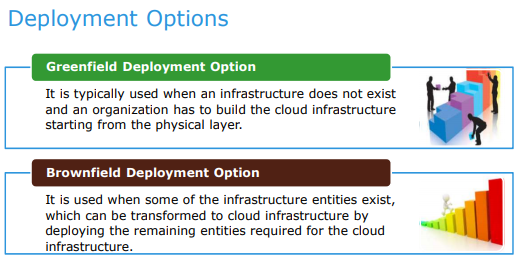 Deployment Options
Greenfield Deployment Option
It is typically used when an infrastructure does not exist
and an organization has to build the cloud infrastructure
starting from the physical layer.
Brownfield Deployment Option
It is used when some of the infrastructure entities exist,
which can be transformed to cloud infrastructure by
deploying the remaining entities required for the cloud
infrastructure.